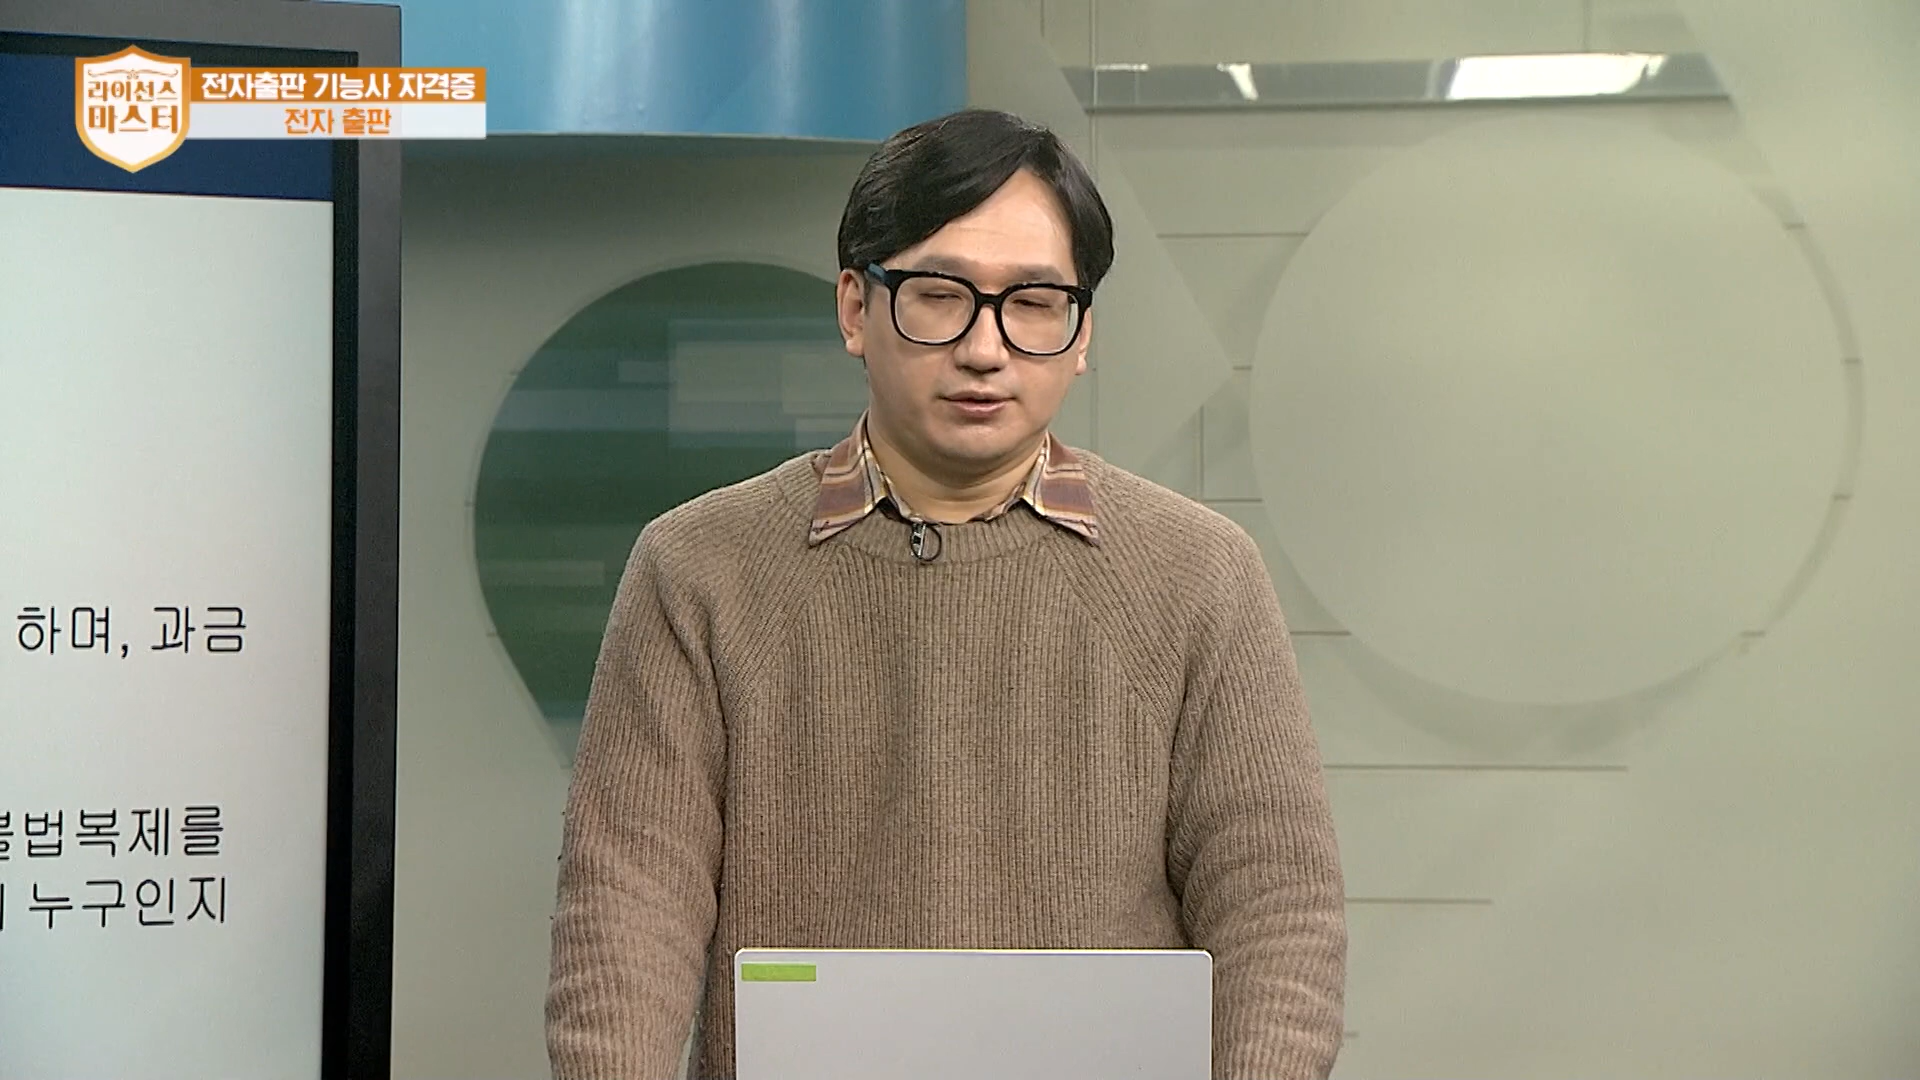 라이선스
마스터
전자출판 기능사 자격증
전자 출판
하며, 과금
불법복제를
누구인지